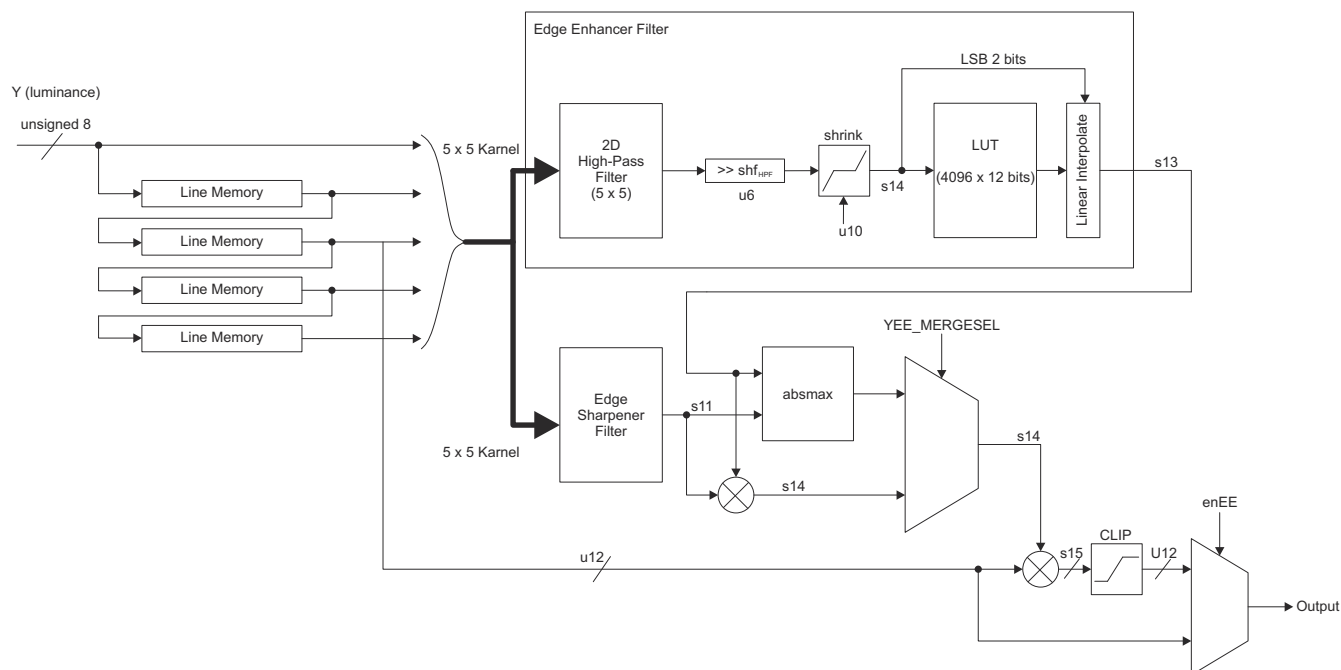 Edge Enhancer Filter
LSB 2 bits
Y (luminance)
unsigned 8
5 x 5 Karnel
2D
High-Pass
Filter
(5 x 5)
>> shf HPF
u6
shrink
s14
u10
LUT
(4096 x 12 bits)
Linear Interpolate
s13
Line Memory
Line Memory
Line Memory
Line Memory
YEE_MERGESEL
Edge
Sharpener
Filter
s11
absmax
5 x 5 Karnel
s14
s14
enEE
u12
s15
CLIP
U12
Output